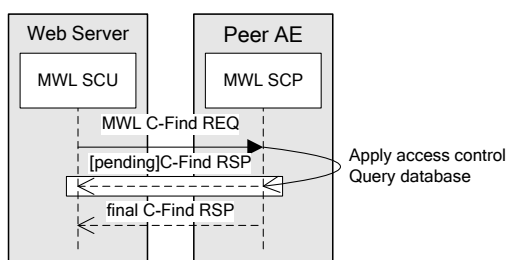 Web Server
Peer AE
MWL SCU
MWL SCP
MWL C-Find REQ
[pending]C-Find RSP
Apply access control
Query database
final C-Find RSP